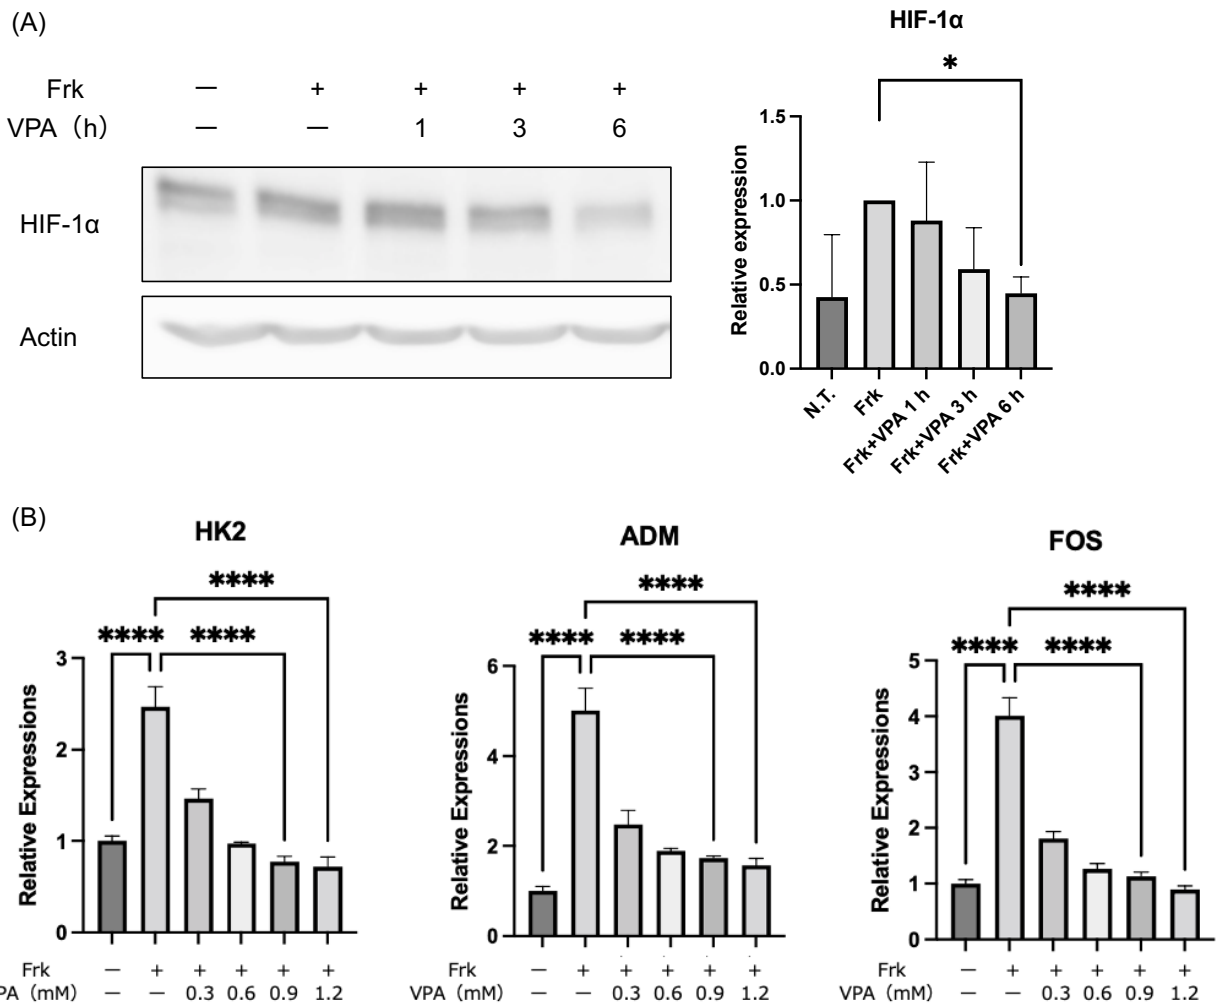 (A)
Frk — + + + +
VPA（h） — — 1 3 6
HIF-1α
Actin
HIF-1α
*
Relative expression
1.5
1.0
0.5
0.0
N.T.
Frk
Frk+VPA 1 h
Frk+VPA 3 h
Frk+VPA 6 h
(B)
HK2
****
**** ****
Relative Expressions
3
2
1
0
Frk — + + + + +
PA（mM） — — 0.3 0.6 0.9 1.2
ADM
****
**** ****
Relative Expressions
6
4
2
0
Frk — + + + + +
VPA（mM） — — 0.3 0.6 0.9 1.2
FOS
****
**** ****
Relative Expressions
5
4
3
2
1
0
Frk — + + + + +
VPA（mM） — — 0.3 0.6 0.9 1.2